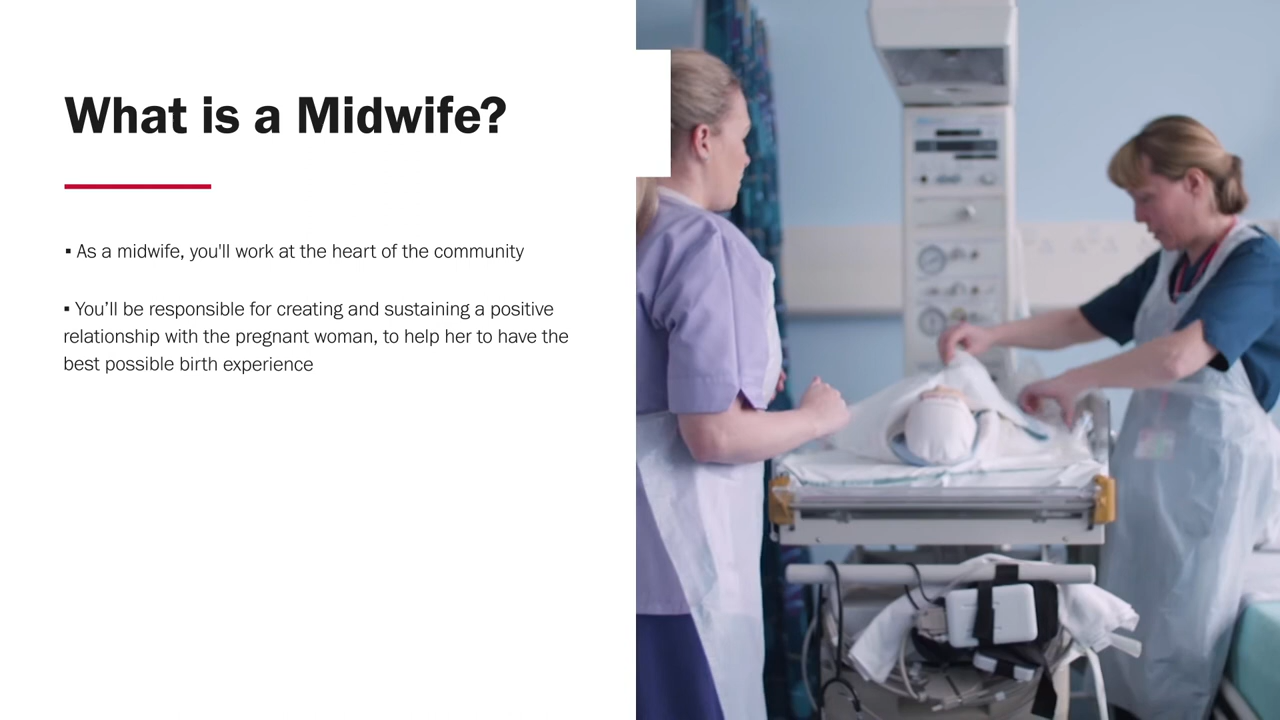 What is a Midwife?
▪ As a midwife, you'll work at the heart of the community
▪ You’ll be responsible for creating and sustaining a positive
relationship with the pregnant woman, to help her to have the
best possible birth experience